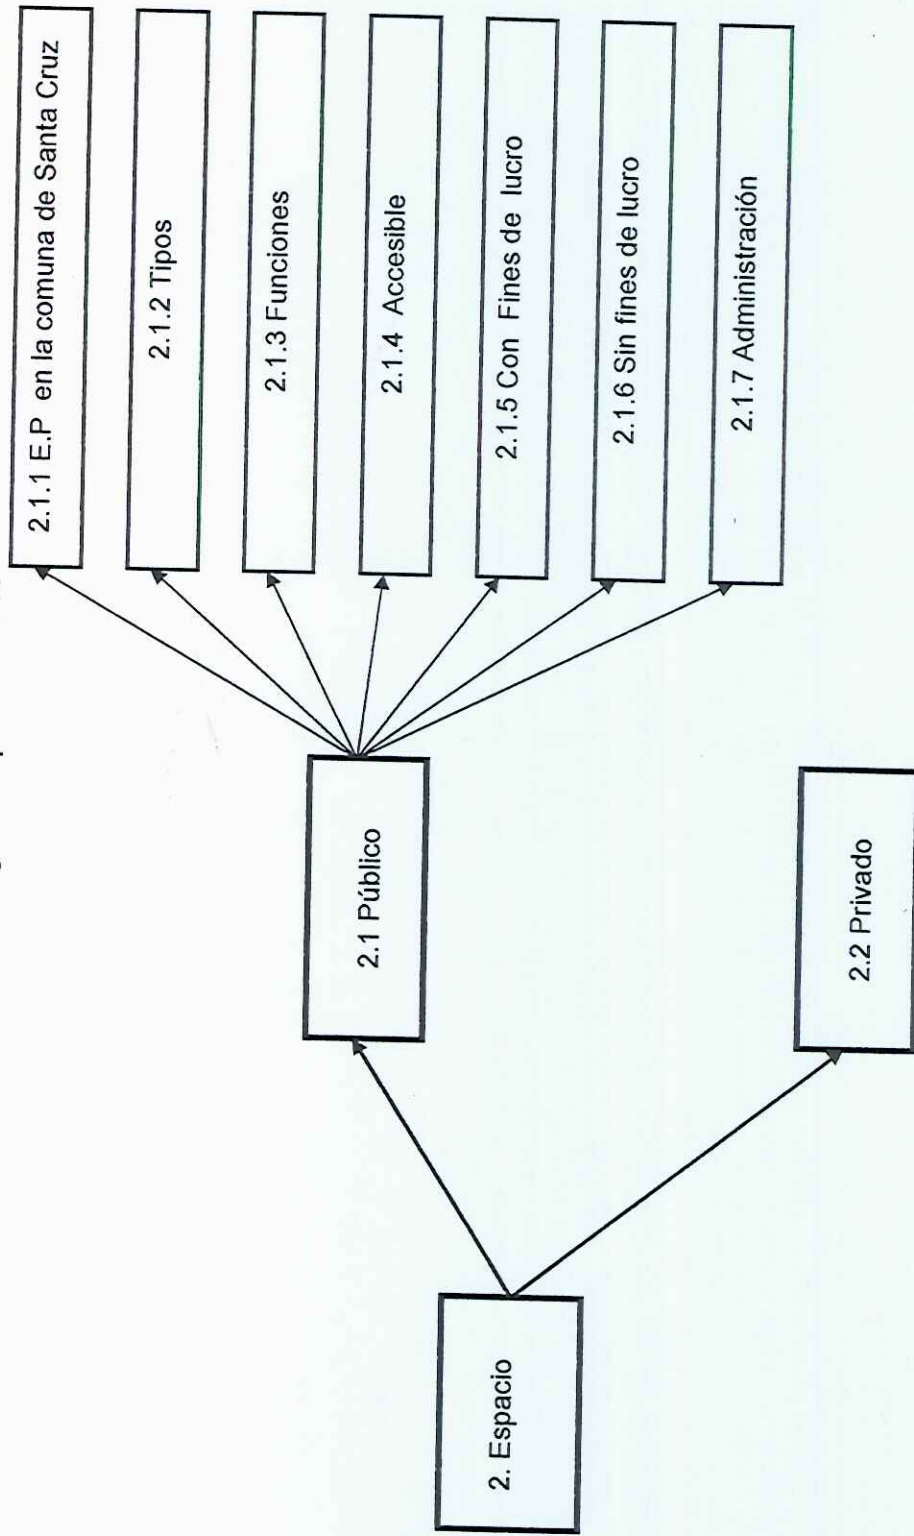 2. Espacio
2.1 Público
2.2 Privado
2.1.1 E.P en la comuna de Santa Cruz
2.1.2 Tipos
2.1.3 Funciones
2.1.4 Accesible
2.1.5 Con Fines de lucro
2.1.6 Sin fines de lucro
2.1.7 Administración